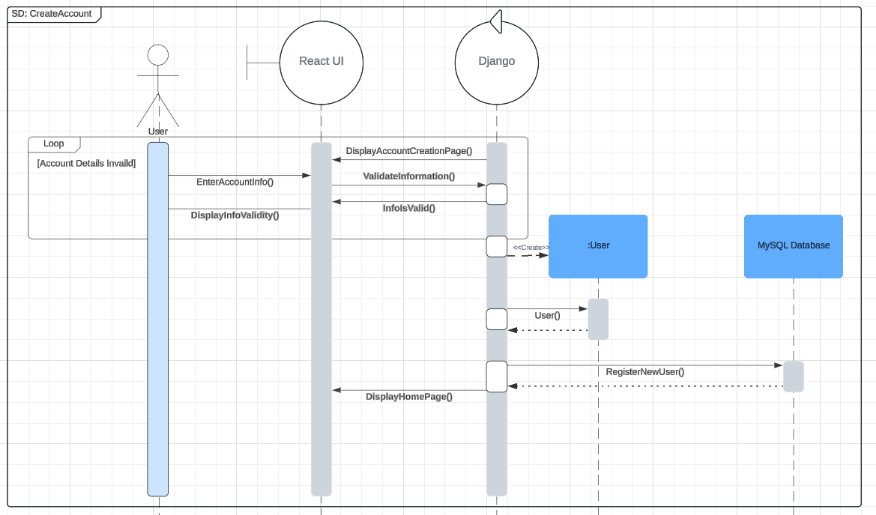 SD: CreateAccount
React UI
Django
User
Loop
[Account Details Invaild]
DisplayAccountCreationPage()
EnterAccountInfo()
ValidateInformation()
InfoIsValid()
DisplayInfoValidity()
<<Create>>
:User
MySQL Database
User()
RegisterNewUser()
DisplayHomePage()